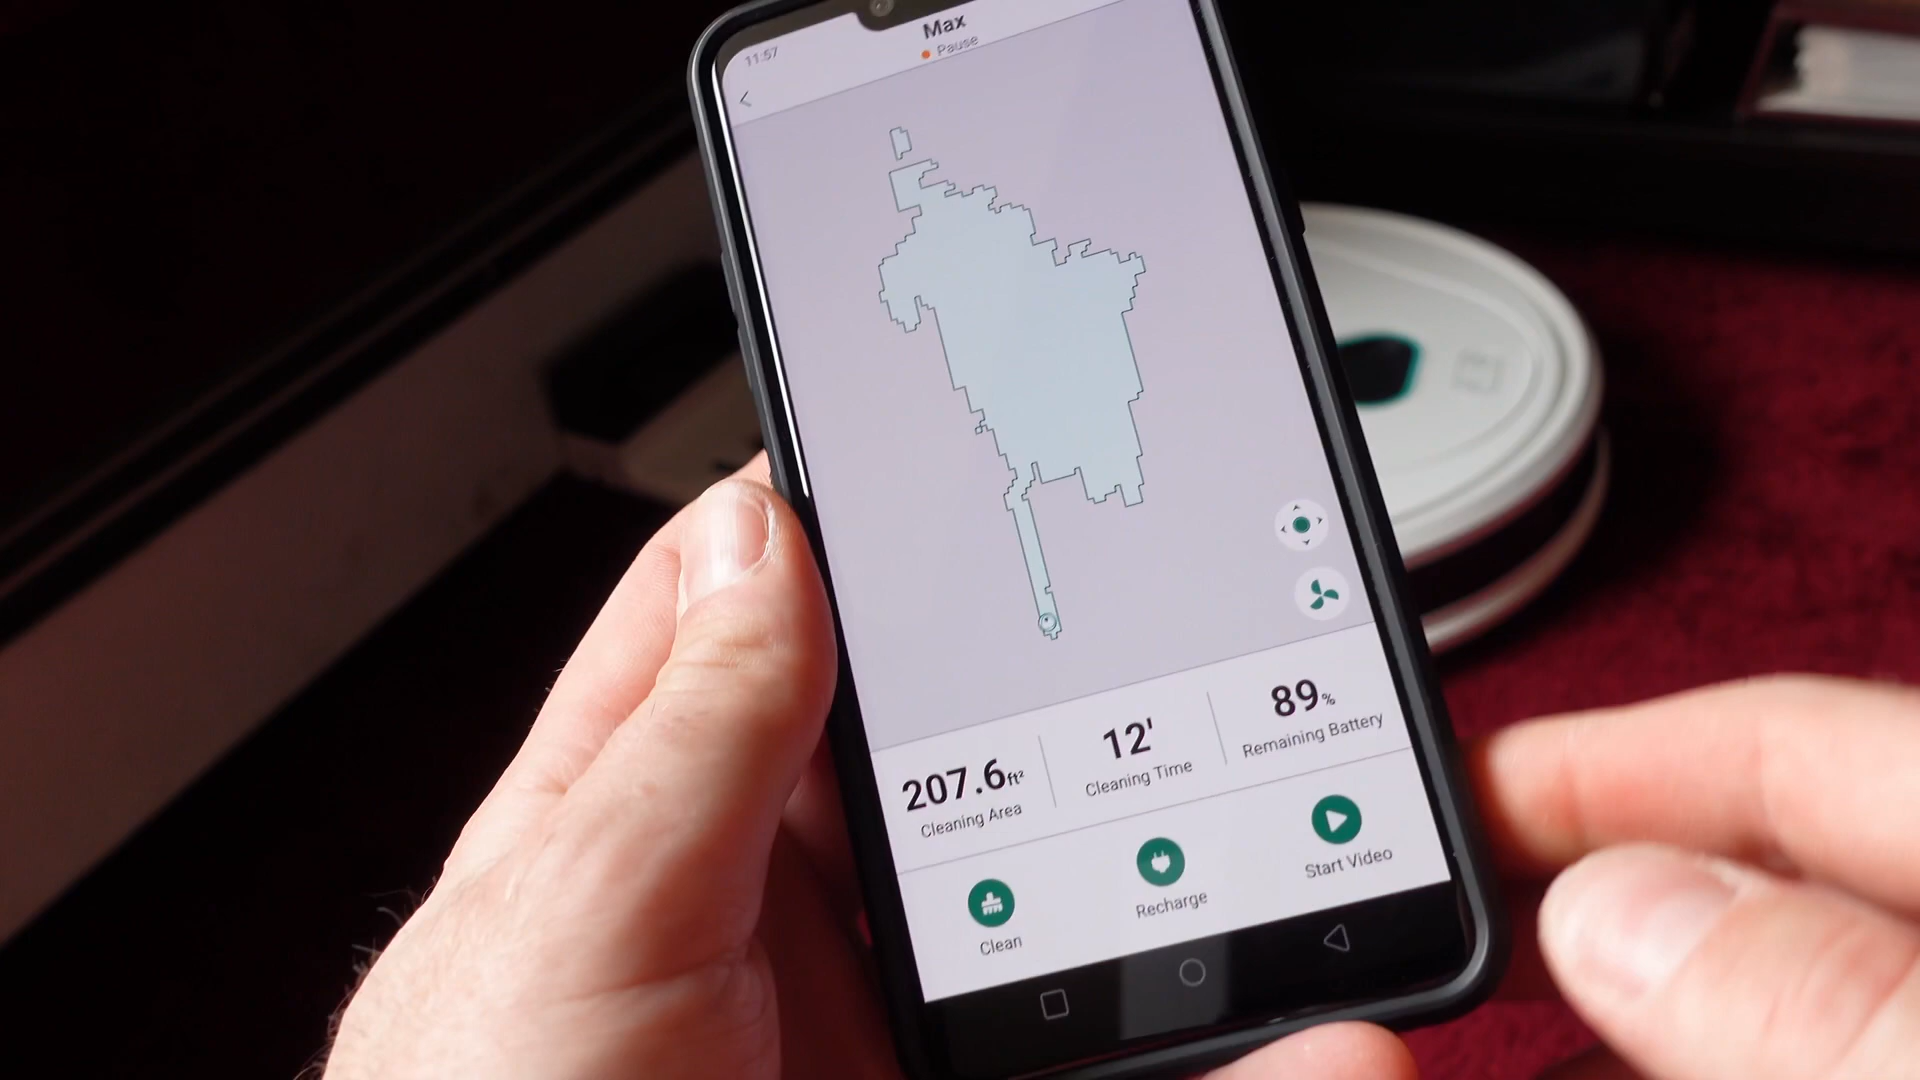 Max
11:57
Pause
207.6ft²
Cleaning Area
12'
Cleaning Time
89%
Remaining Battery
Clean
Recharge
Start Video